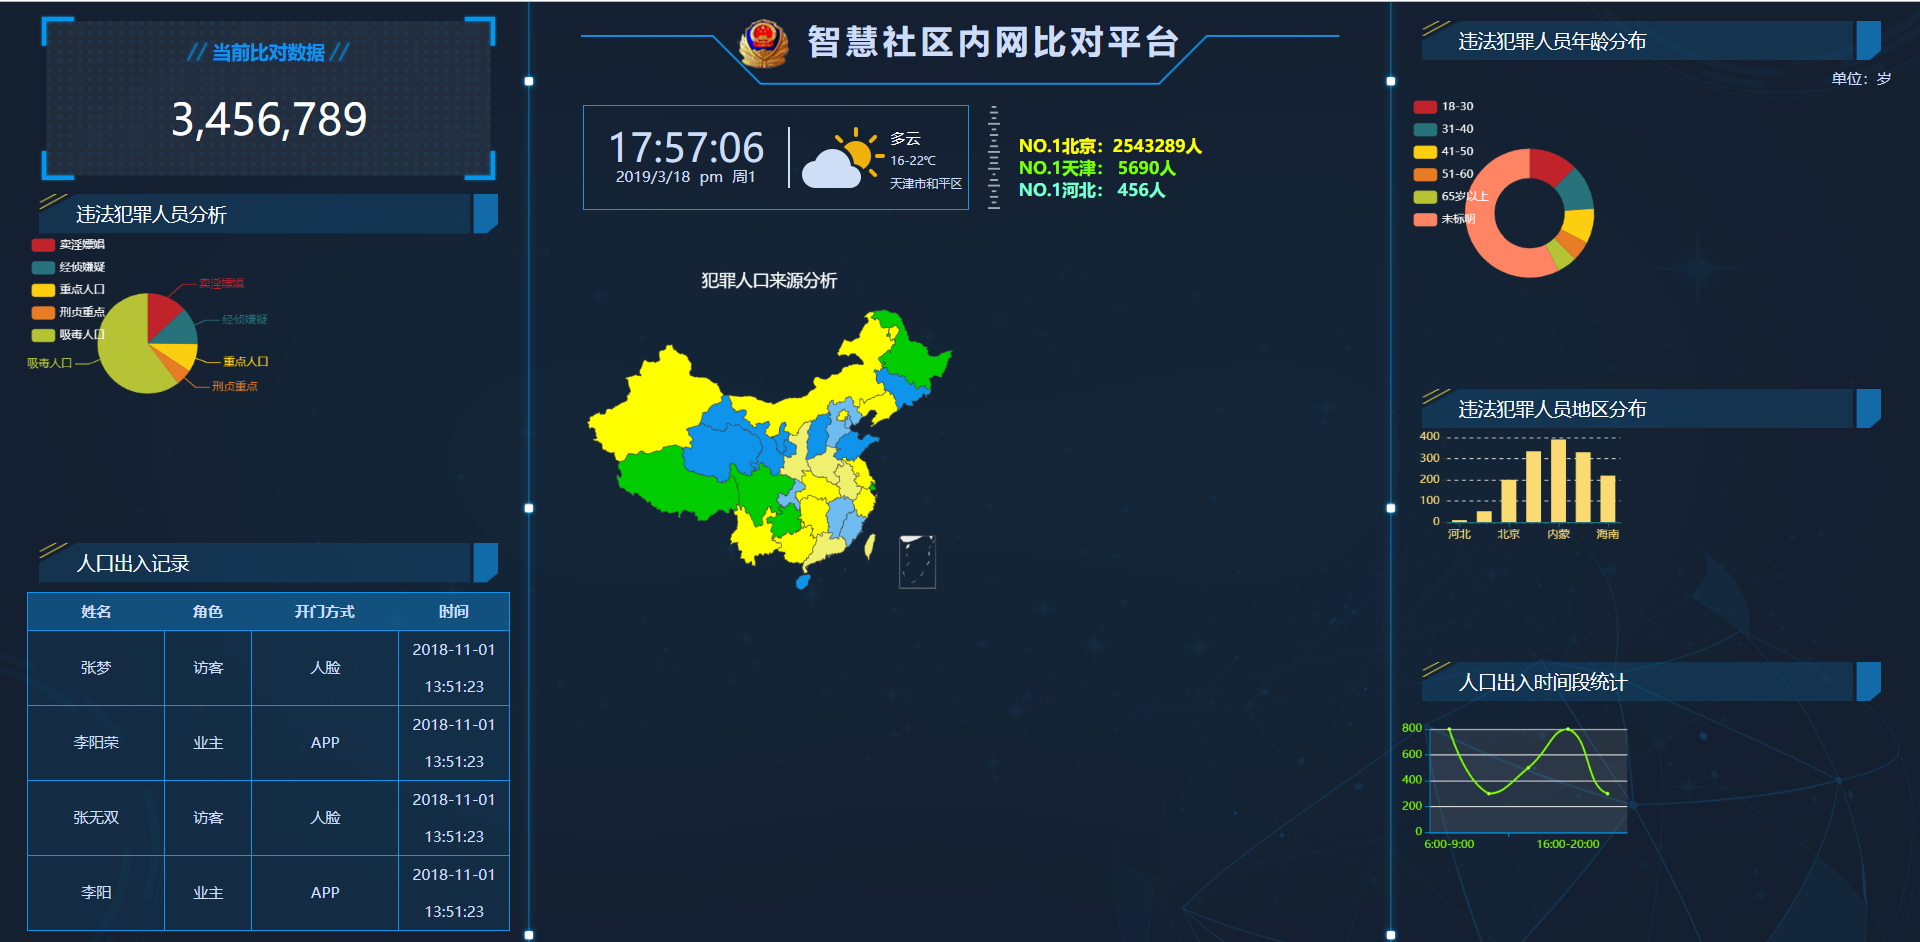 // 当前比对数据 //
3,456,789
违法犯罪人员分析
卖淫嫖娼
经侦嫌疑
重点人口
刑贞重点
吸毒人口
卖淫嫖娼
经侦嫌疑
重点人口
刑贞重点
吸毒人口
人口出入记录
姓名 角色 开门方式 时间
张梦 访客 人脸 2018-11-01
13:51:23
李阳荣 业主 APP 2018-11-01
13:51:23
张无双 访客 人脸 2018-11-01
13:51:23
李阳 业主 APP 2018-11-01
13:51:23
智慧社区内网比对平台
17:57:06
2019/3/18 pm 周1
多云
16-22℃
天津市和平区
NO.1北京：2543289人
NO.1天津： 5690人
NO.1河北： 456人
犯罪人口来源分析
违法犯罪人员年龄分布
单位：岁
18-30
31-40
41-50
51-60
65岁以上
未标明
违法犯罪人员地区分布
400
300
200
100
0
河北 北京 内蒙 海南
人口出入时间段统计
800
600
400
200
0
6:00-9:00 16:00-20:00